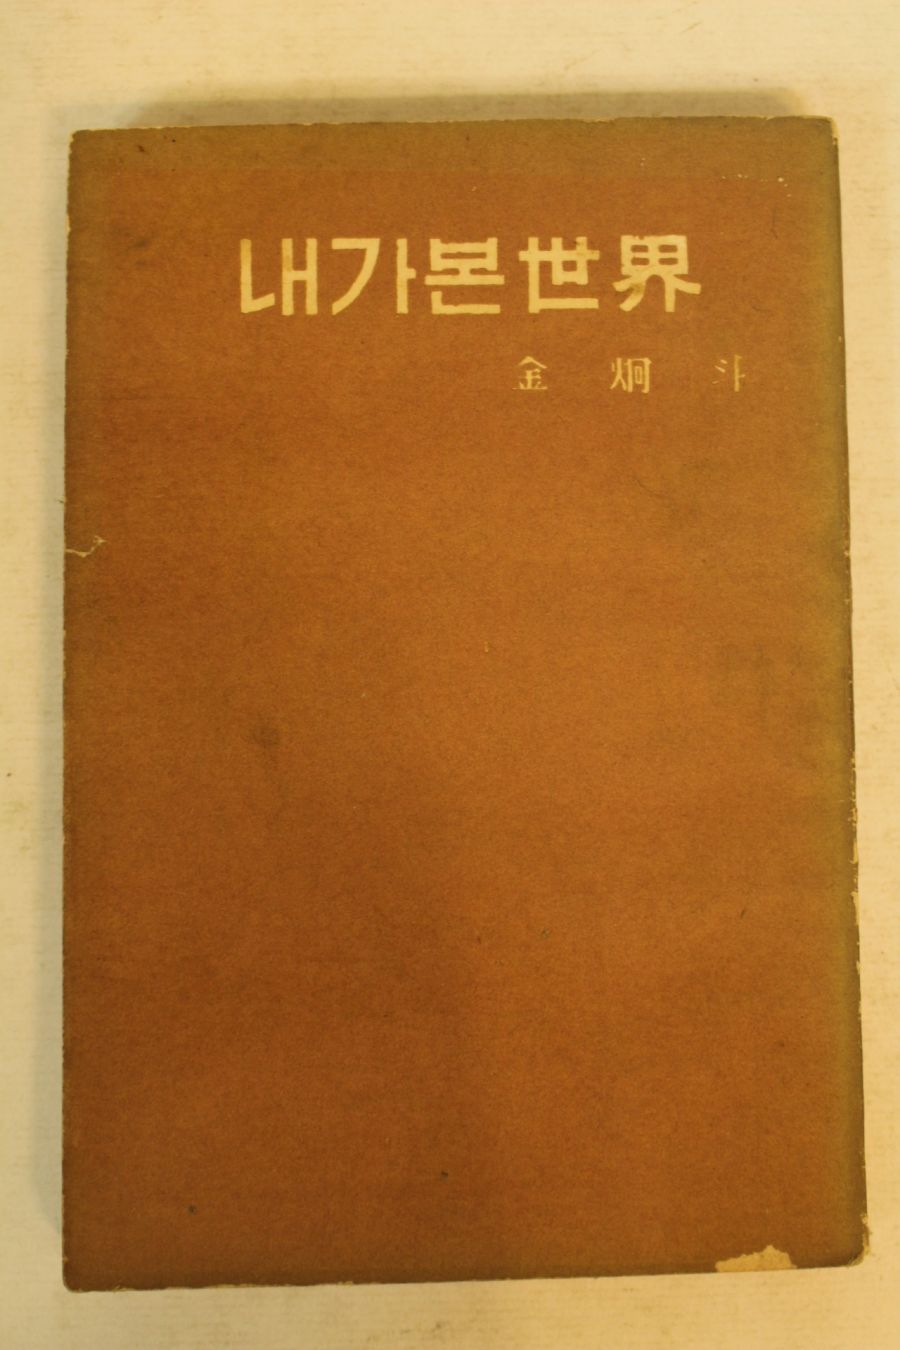 내가본世界
金 炯 斗